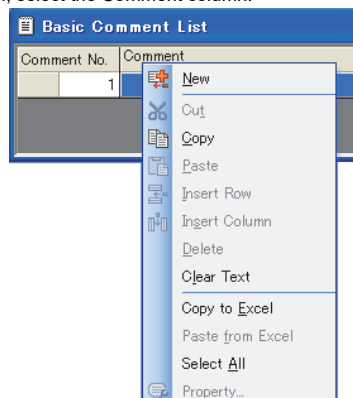 , select the Comment column.
Basic Comment List
Comment No. Comment
1
New
Cut
Copy
Paste
Insert Row
Insert Column
Delete
Clear Text
Copy to Excel
Paste from Excel
Select All
Property...